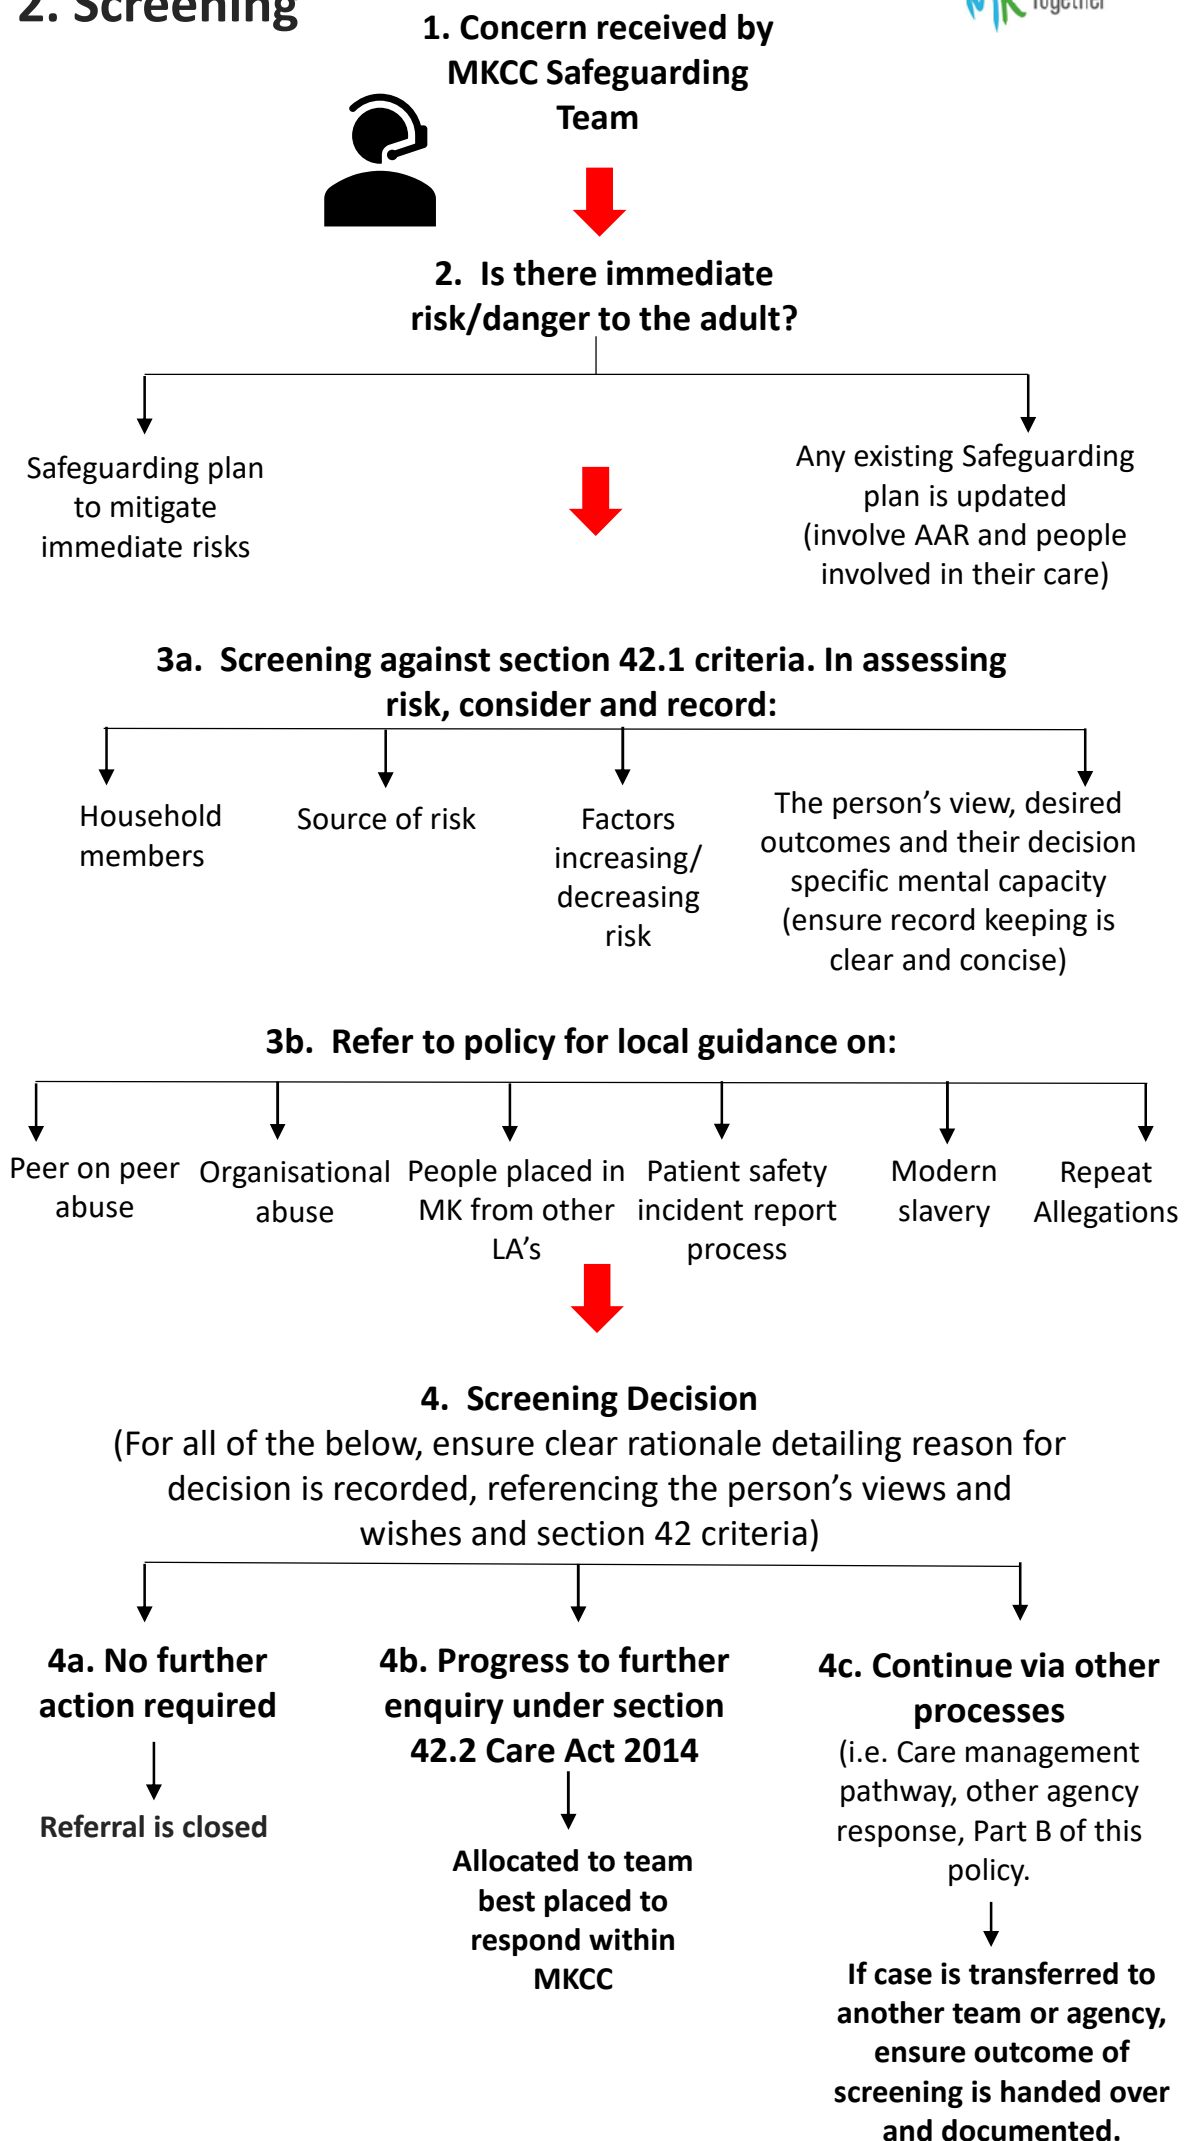 2. Screening
MK Together
1. Concern received by
MKCC Safeguarding
Team
2. Is there immediate
risk/danger to the adult?
Safeguarding plan
to mitigate
immediate risks
Any existing Safeguarding
plan is updated
(involve AAR and people
involved in their care)
3a. Screening against section 42.1 criteria. In assessing
risk, consider and record:
Household
members
Source of risk
Factors
increasing/
decreasing
risk
The person’s view, desired
outcomes and their decision
specific mental capacity
(ensure record keeping is
clear and concise)
3b. Refer to policy for local guidance on:
Peer on peer
abuse
Organisational
abuse
People placed in
MK from other
LA’s
Patient safety
incident report
process
Modern
slavery
Repeat
Allegations
4. Screening Decision
(For all of the below, ensure clear rationale detailing reason for
decision is recorded, referencing the person’s views and
wishes and section 42 criteria)
4a. No further
action required
Referral is closed
4b. Progress to further
enquiry under section
42.2 Care Act 2014
Allocated to team
best placed to
respond within
MKCC
4c. Continue via other
processes
(i.e. Care management
pathway, other agency
response, Part B of this
policy.
If case is transferred to
another team or agency,
ensure outcome of
screening is handed over
and documented.